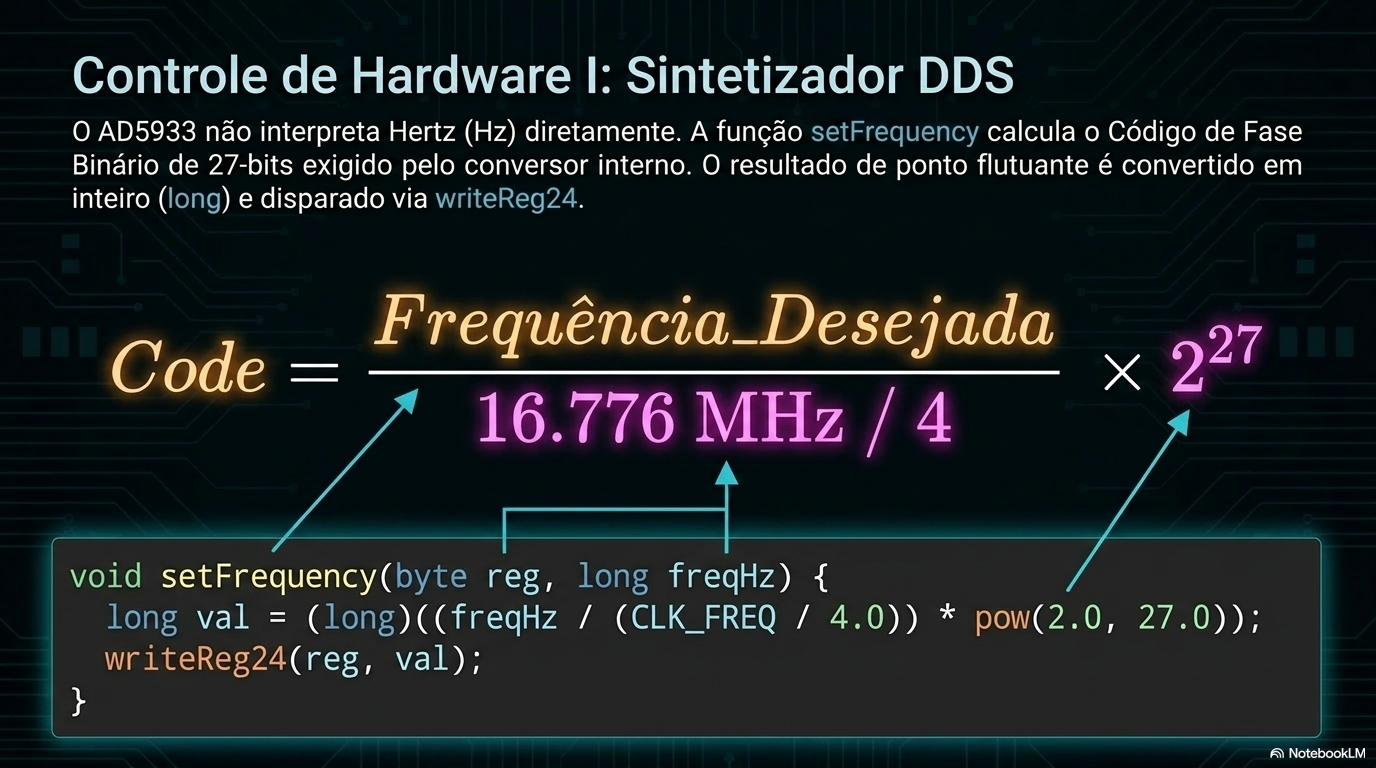 Controle de Hardware I: Sintetizador DDS
O AD5933 não interpreta Hertz (Hz) diretamente. A função setFrequency calcula o Código de Fase
Binário de 27-bits exigido pelo conversor interno. O resultado de ponto flutuante é convertido em
inteiro (long) e disparado via writeReg24.
Code = Frequência_Desejada / 16.776 MHz / 4 × 2^27
void setFrequency(byte reg, long freqHz) {
  long val = (long)((freqHz / (CLK_FREQ / 4.0)) * pow(2.0, 27.0));
  writeReg24(reg, val);
}
NotebookLM